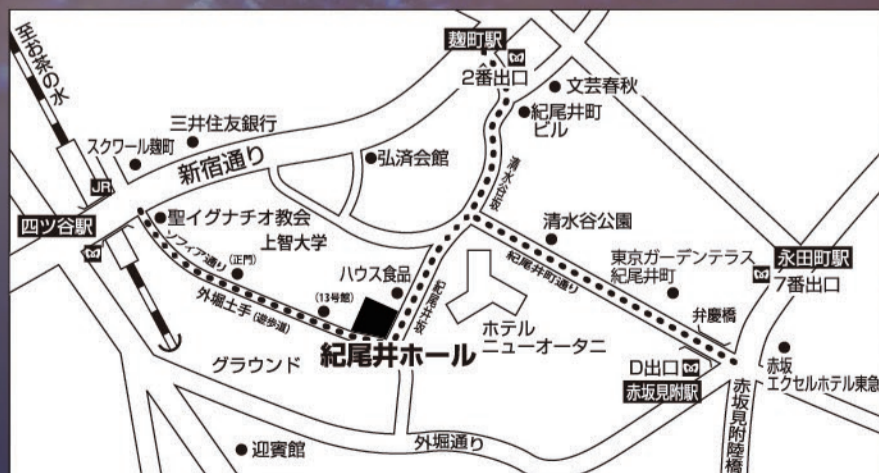 至お茶の水
麹町駅
2番出口
文芸春秋
紀尾井町
ビル
三井住友銀行
スクワール麹町
新宿通り
弘済会館
清水谷坂
JR
四ツ谷駅
聖イグナチオ教会
上智大学
ソフィア通り
(正門)
清水谷公園
東京ガーデンテラス
紀尾井町
永田町駅
7番出口
ハウス食品
(13号館)
外堀土手(遊歩道)
紀尾井坂
紀尾井町通り
弁慶橋
ホテル
ニューオータニ
紀尾井ホール
グラウンド
D出口
赤坂見附駅
赤坂
エクセルホテル東急
赤坂見附陸橋
外堀通り
迎賓館